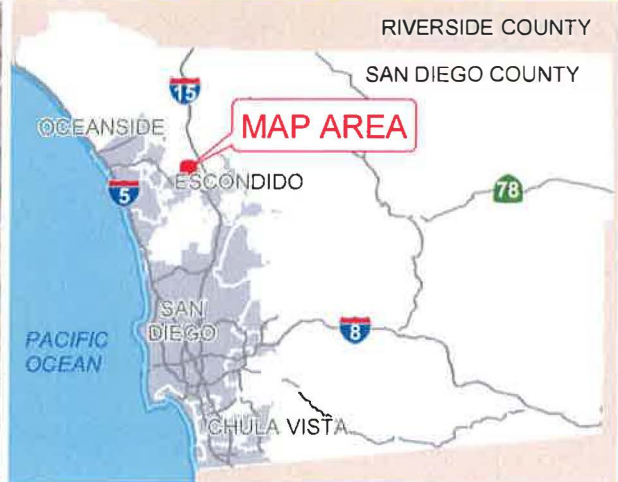 RIVERSIDE COUNTY
SAN DIEGO COUNTY
15
OCEANSIDE
MAP AREA
ESCONDIDO
5
78
SAN
DIEGO
8
PACIFIC
OCEAN
CHULA VISTA